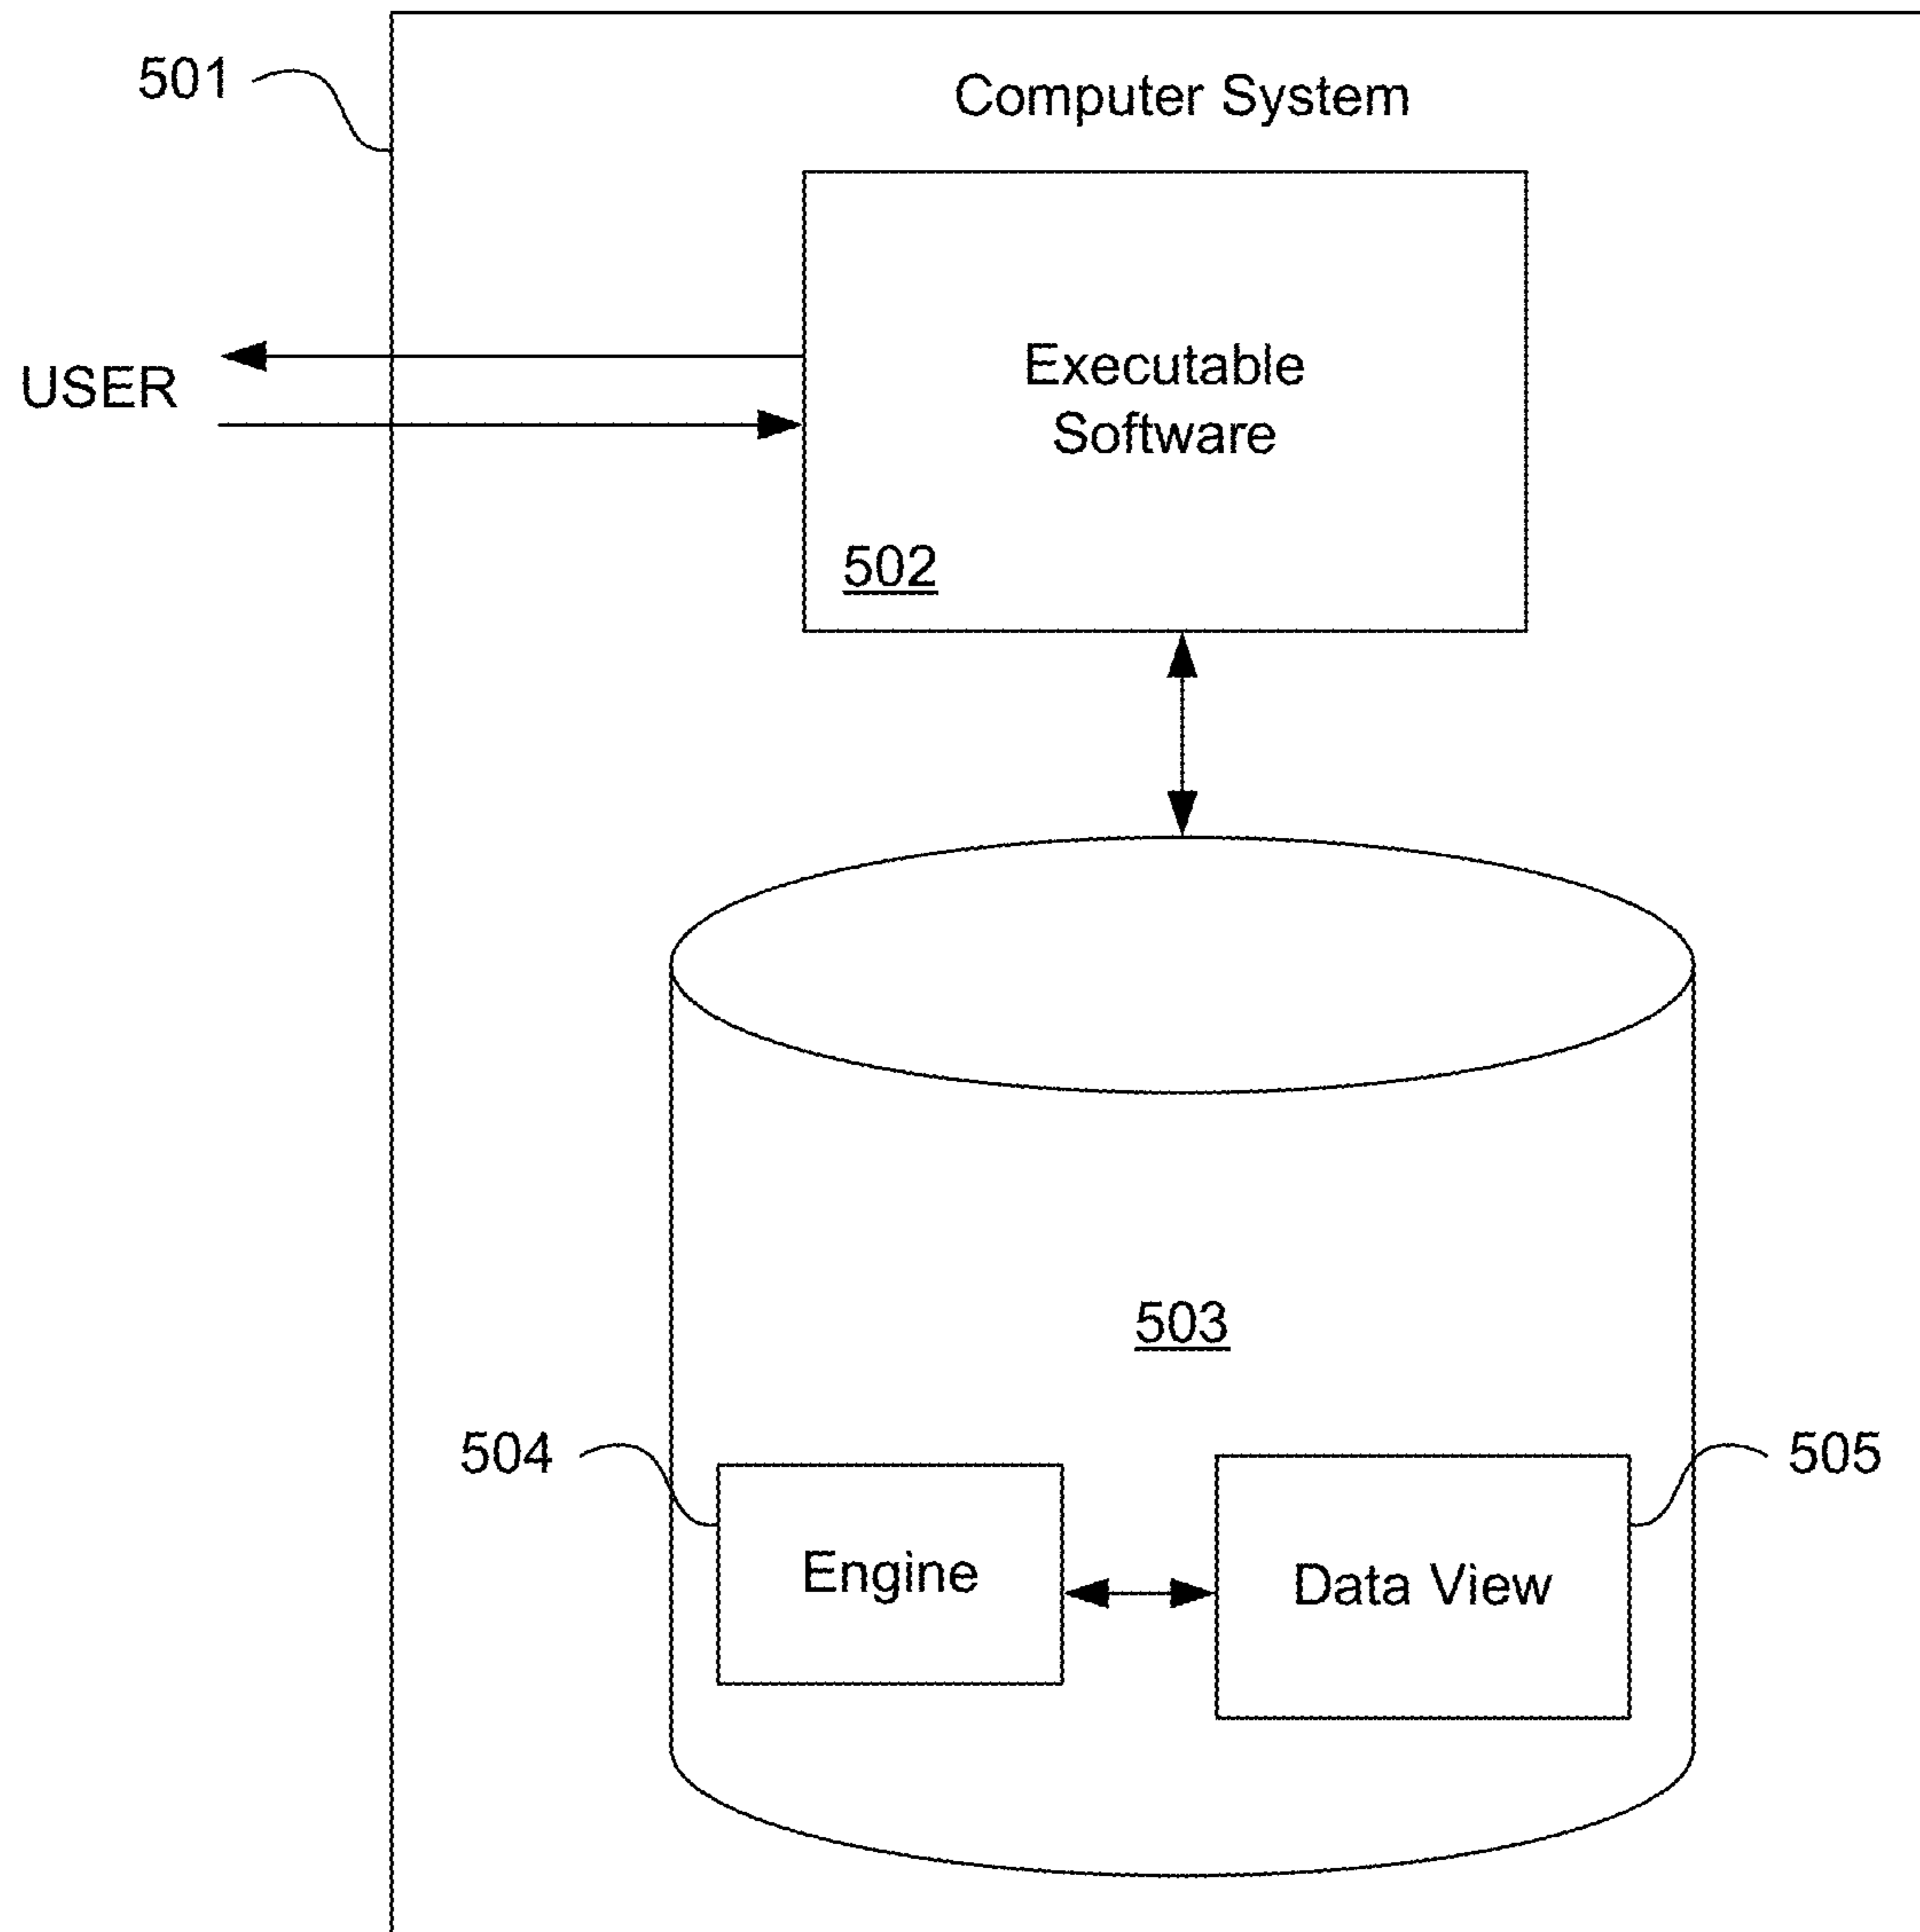 501
Computer System
USER
Executable
Software
502
503
504
505
Engine
Data View